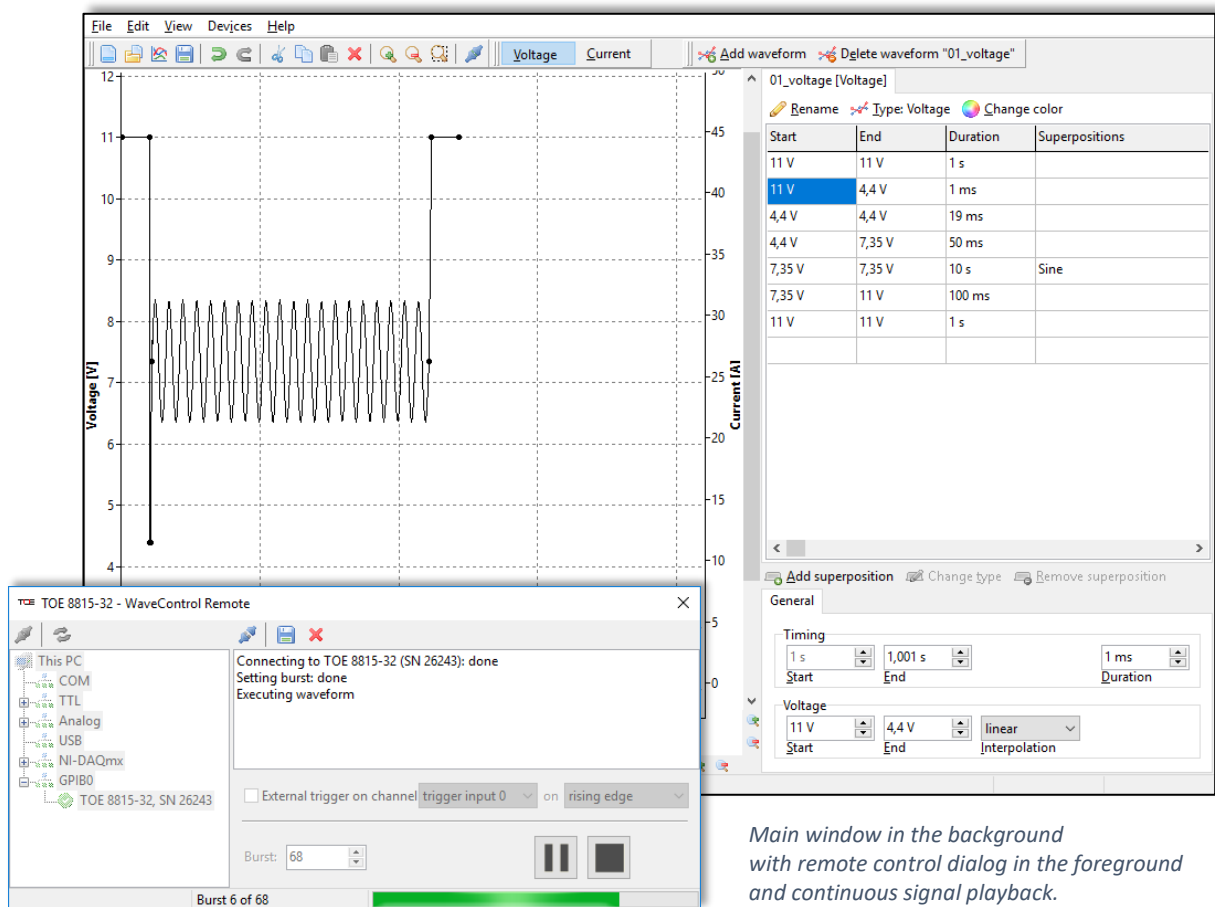 File Edit View Devices Help
Voltage Current Add waveform Delete waveform "01_voltage"
12
11
10
9
8
7
6
5
4
Voltage [V]
45
40
35
30
25
20
15
10
5
0
Current [A]
01_voltage [Voltage]
Rename Type: Voltage Change color
Start End Duration Superpositions
11 V 11 V 1 s
11 V 4,4 V 1 ms
4,4 V 4,4 V 19 ms
4,4 V 7,35 V 50 ms
7,35 V 7,35 V 10 s Sine
7,35 V 11 V 100 ms
11 V 11 V 1 s
Add superposition Change type Remove superposition
General
Timing
1 s 1,001 s 1 ms
Start End Duration
Voltage
11 V 4,4 V linear
Start End Interpolation
TOE TOE 8815-32 - WaveControl Remote
This PC
COM
TTL
Analog
USB
NI-DAQmx
GPIB0
TOE 8815-32, SN 26243
Connecting to TOE 8815-32 (SN 26243): done
Setting burst: done
Executing waveform
External trigger on channel trigger input 0 on rising edge
Burst: 68
Burst 6 of 68
Main window in the background
with remote control dialog in the foreground
and continuous signal playback.